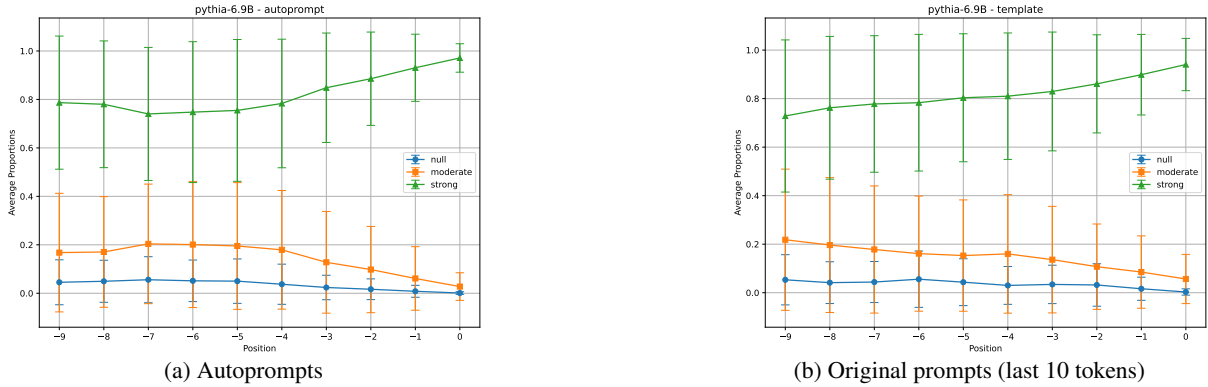 pythia-6.9B - autoprompt
1.0
0.8
0.6
0.4
0.2
0.0
Average Proportions
null
moderate
strong
−9 −8 −7 −6 −5 −4 −3 −2 −1 0
Position
(a) Autoprompts
pythia-6.9B - template
1.0
0.8
0.6
0.4
0.2
0.0
Average Proportions
null
moderate
strong
−9 −8 −7 −6 −5 −4 −3 −2 −1 0
Position
(b) Original prompts (last 10 tokens)